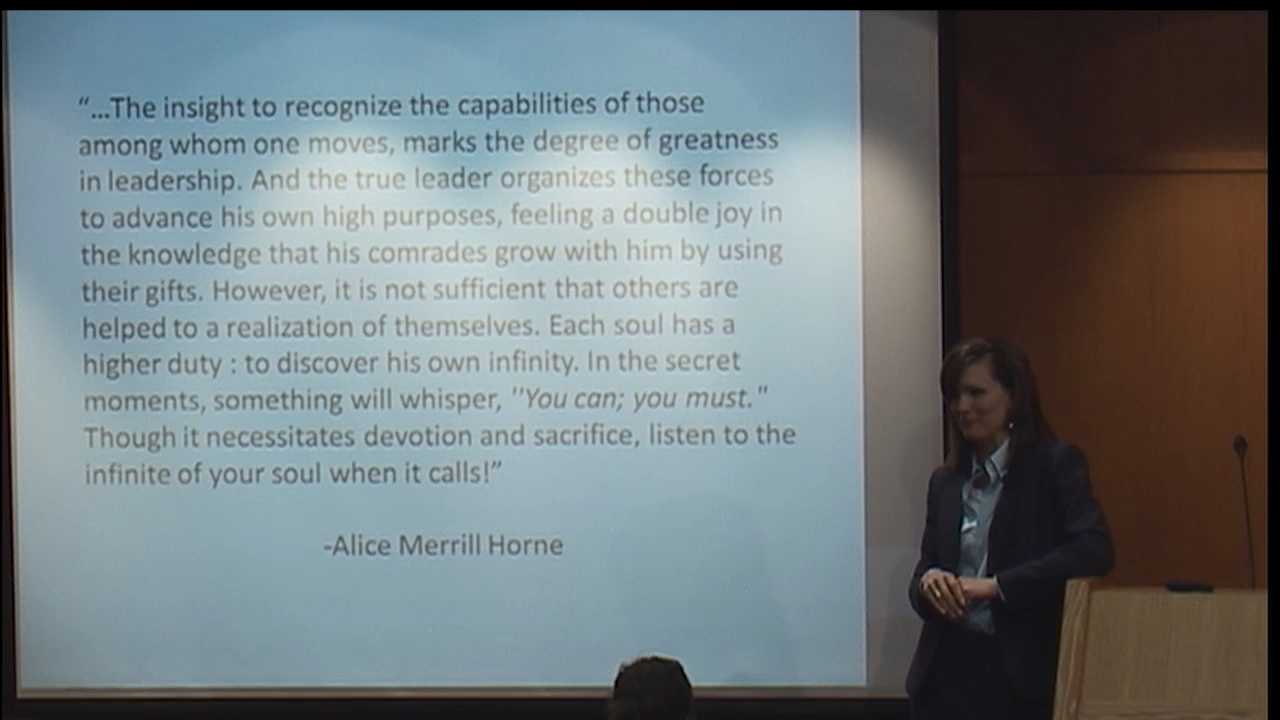 “...The insight to recognize the capabilities of those
among whom one moves, marks the degree of greatness
in leadership. And the true leader organizes these forces
to advance his own high purposes, feeling a double joy in
the knowledge that his comrades grow with him by using
their gifts. However, it is not sufficient that others are
helped to a realization of themselves. Each soul has a
higher duty : to discover his own infinity. In the secret
moments, something will whisper, "You can; you must."
Though it necessitates devotion and sacrifice, listen to the
infinite of your soul when it calls!”
-Alice Merrill Horne